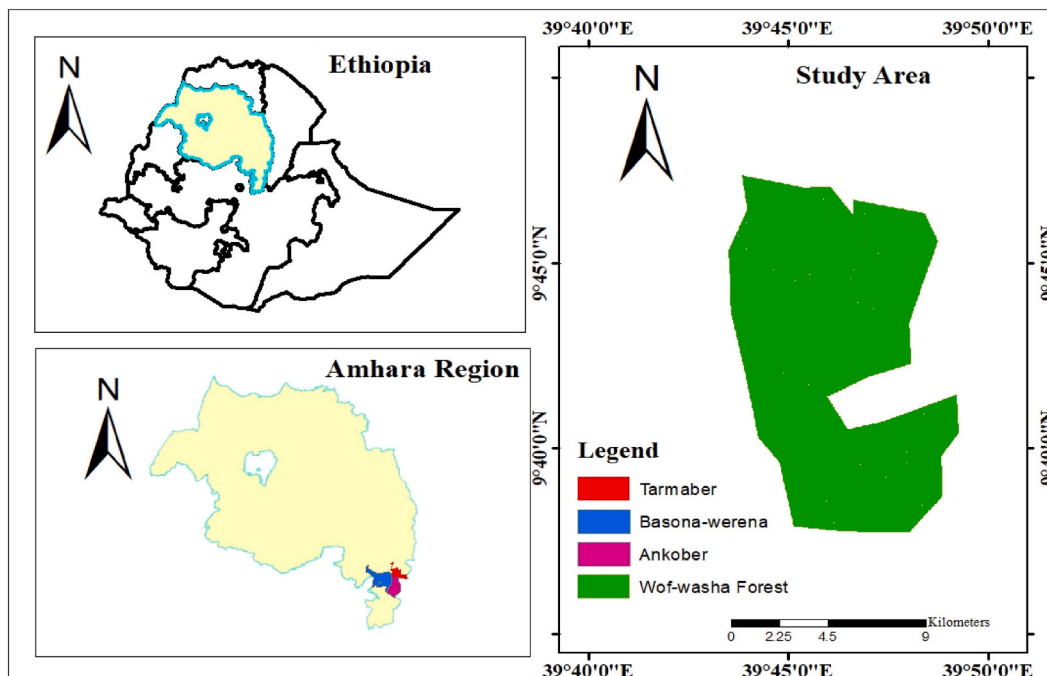 Ethiopia
N
Amhara Region
N
39°40'0"E 39°45'0"E 39°50'0"E
Study Area
N
9°45'0"N
9°45'0"N
9°40'0"N
9°40'0"N
Legend
Tarmaber
Basona-werena
Ankober
Wof-washa Forest
Kilometers
0 2.25 4.5 9
39°40'0"E 39°45'0"E 39°50'0"E